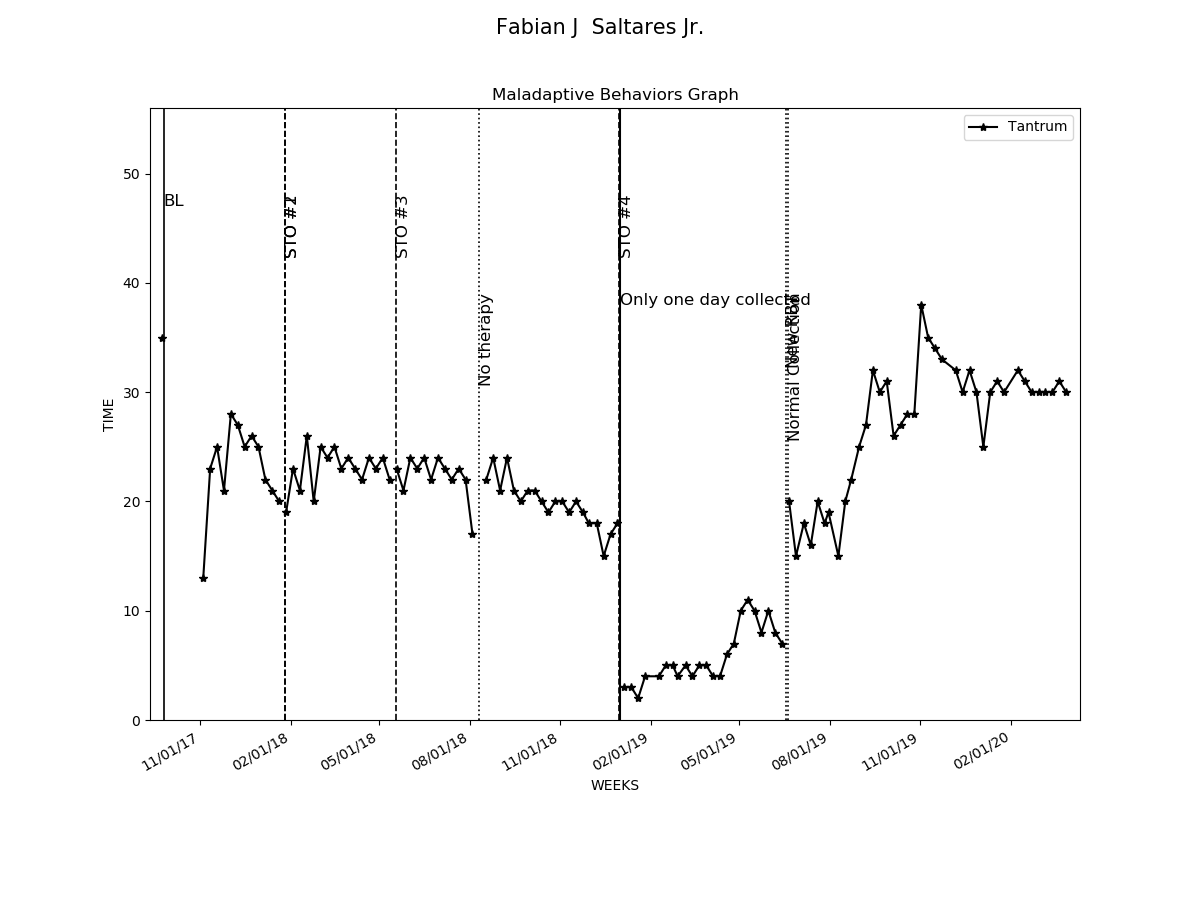 Fabian J  Saltares Jr.
Maladaptive Behaviors Graph
Tantrum
50
40
30
20
10
0
TIME
BL
STO #2
STO #3
No therapy
STO #4
Only one day collected
Normal Collection
11/01/17
02/01/18
05/01/18
08/01/18
11/01/18
02/01/19
05/01/19
08/01/19
11/01/19
02/01/20
WEEKS